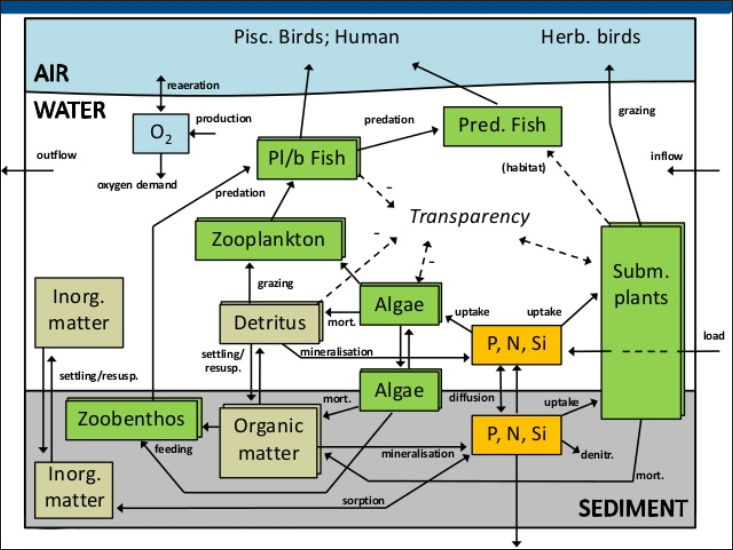 Pisc. Birds; Human
Herb. birds
AIR
reaeration
WATER
production
O2
predation
Pred. Fish
grazing
outflow
Pl/b Fish
(habitat)
inflow
oxygen demand
predation
-
Transparency
Zooplankton
-
-
Subm.
plants
grazing
Inorg.
matter
Algae
Detritus
mort.
uptake
uptake
P, N, Si
load
settling/
resusp.
mineralisation
settling/resusp.
Algae
mort.
diffusion
uptake
Zoobenthos
Organic
matter
P, N, Si
feeding
mineralisation
denitr.
Inorg.
matter
mort.
sorption
SEDIMENT